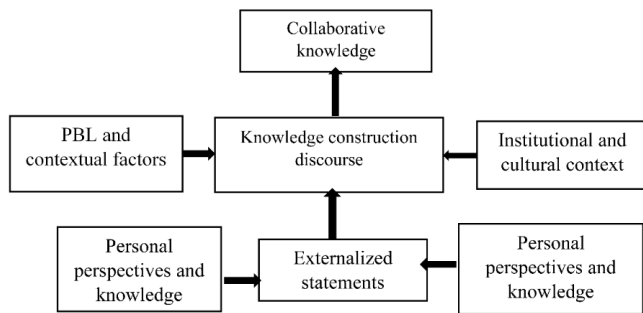 Collaborative
knowledge
PBL and
contextual factors
Knowledge construction
discourse
Institutional and
cultural context
Personal
perspectives and
knowledge
Externalized
statements
Personal
perspectives and
knowledge